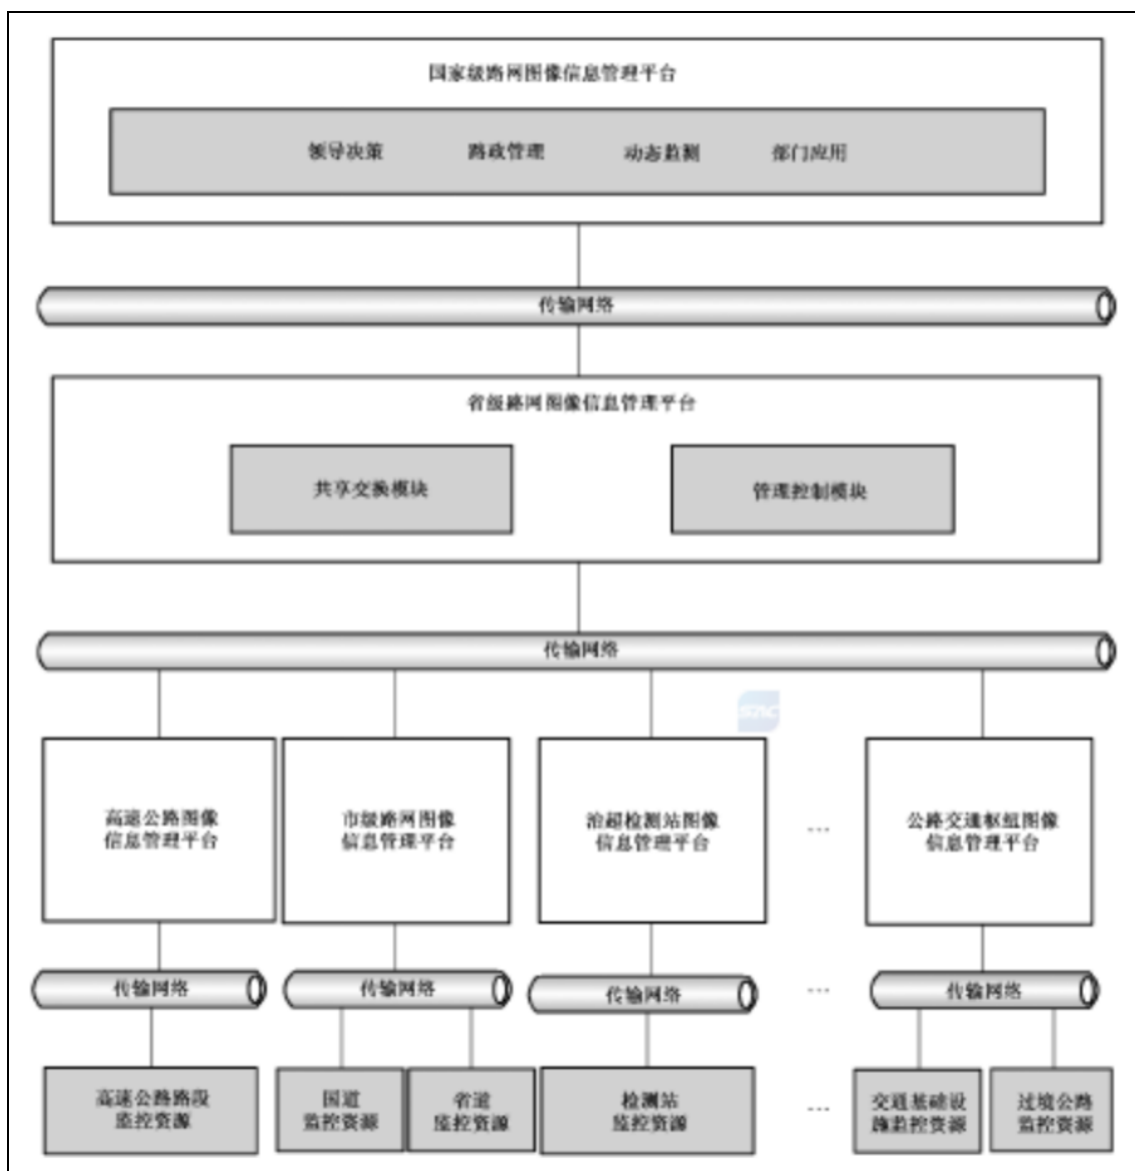 国家级路网图像信息管理平台
领导决策 路政管理 动态监测 部门应用
传输网络
省级路网图像信息管理平台
共享交换模块 管理控制模块
传输网络
SAC
高速公路图像
信息管理平台
市级路网图像
信息管理平台
治超检测站图像
信息管理平台
...
公路交通枢纽图像
信息管理平台
传输网络
传输网络
传输网络
...
传输网络
高速公路路段
监控资源
国道
监控资源
省道
监控资源
检测站
监控资源
...
交通基础设
施监控资源
过境公路
监控资源